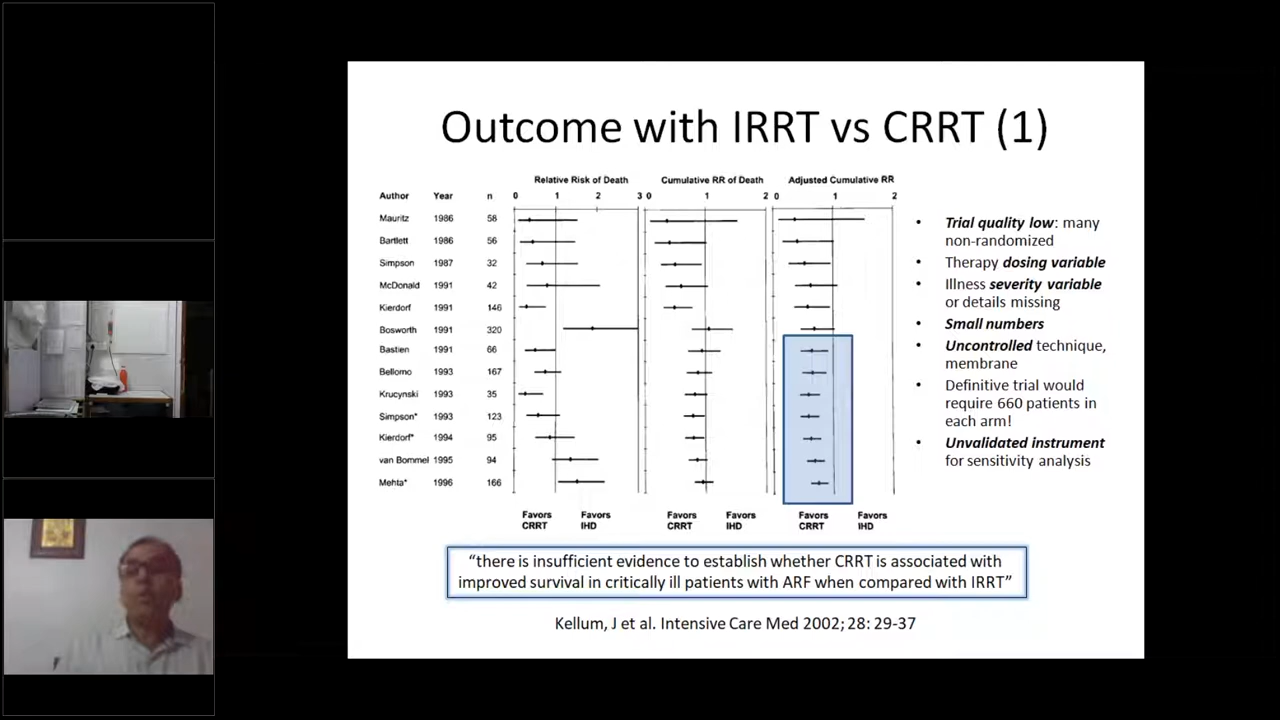 Outcome with IRRT vs CRRT (1)
Relative Risk of Death Cumulative RR of Death Adjusted Cumulative RR
Author Year n 0 1 2 3 0 1 2 0 1 2
Mauritz 1986 58
Bartlett 1986 56
Simpson 1987 32
McDonald 1991 42
Kierdorf 1991 146
Bosworth 1991 320
Bastien 1991 66
Bellomo 1993 167
Krucynski 1993 35
Simpson* 1993 123
Kierdorf* 1994 95
van Bommel 1995 94
Mehta* 1996 166
Favors Favors Favors Favors Favors Favors
CRRT IHD CRRT IHD CRRT IHD
• Trial quality low: many
non-randomized
• Therapy dosing variable
• Illness severity variable
or details missing
• Small numbers
• Uncontrolled technique,
membrane
• Definitive trial would
require 660 patients in
each arm!
• Unvalidated instrument
for sensitivity analysis
“there is insufficient evidence to establish whether CRRT is associated with
improved survival in critically ill patients with ARF when compared with IRRT”
Kellum, J et al. Intensive Care Med 2002; 28: 29-37